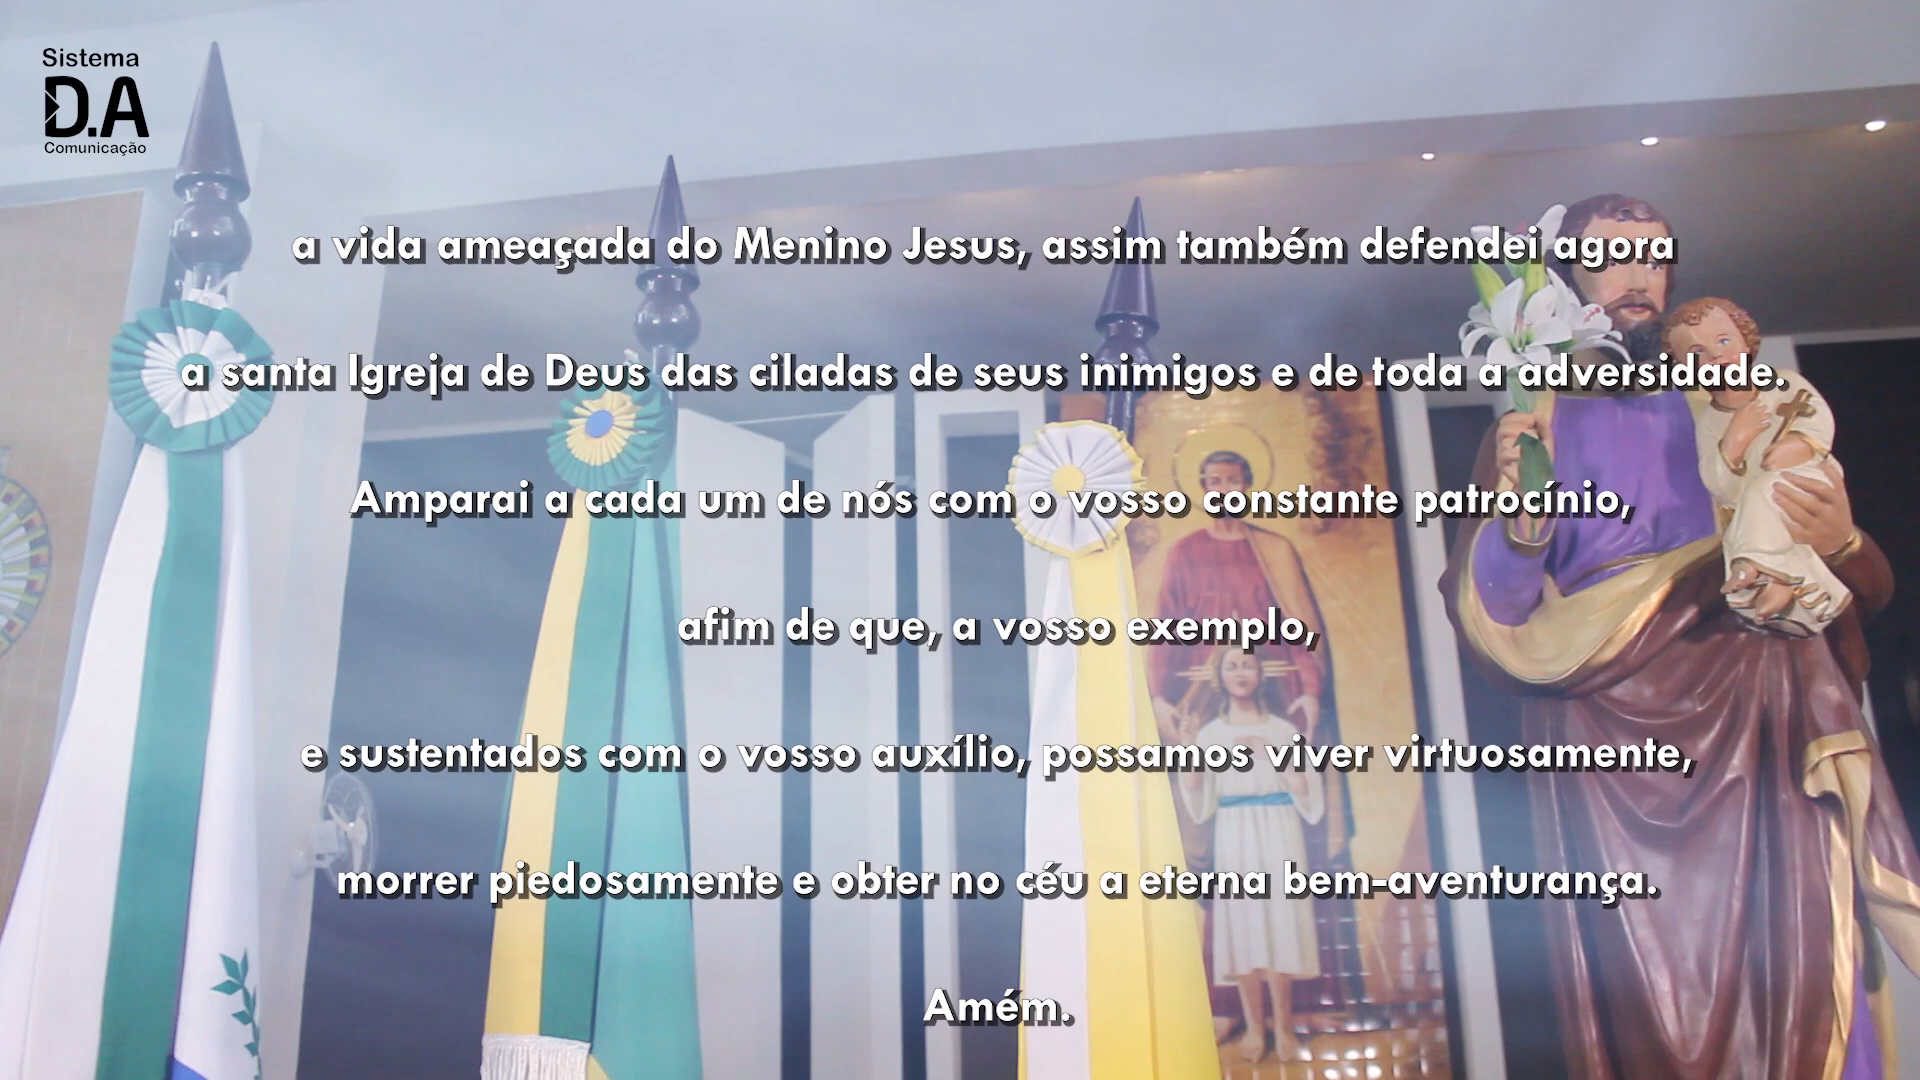 Sistema
D.A
Comunicação
a vida ameaçada do Menino Jesus, assim também defendei agora
a santa Igreja de Deus das ciladas de seus inimigos e de toda a adversidade.
Amparai a cada um de nós com o vosso constante patrocínio,
afim de que, a vosso exemplo,
e sustentados com o vosso auxílio, possamos viver virtuosamente,
morrer piedosamente e obter no céu a eterna bem-aventurança.
Amém.